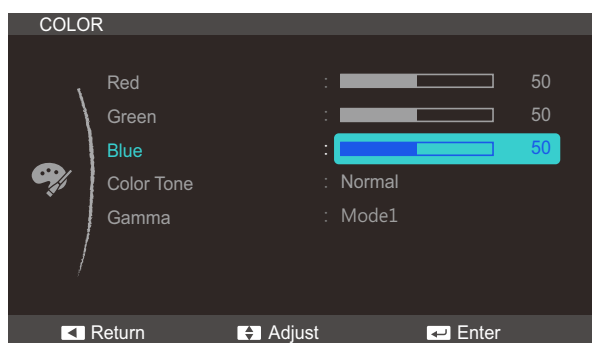 COLOR
Red : 50
Green : 50
Blue : 50
Color Tone : Normal
Gamma : Mode1
Return Adjust Enter